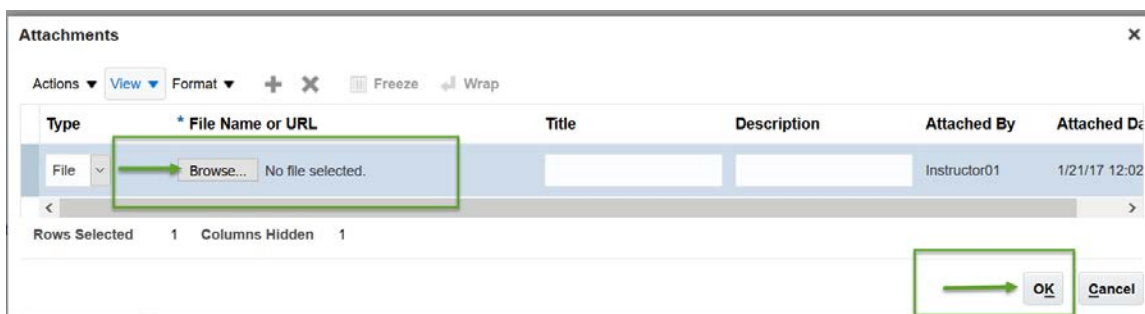 Attachments
Actions View Format Freeze Wrap
Type * File Name or URL Title Description Attached By Attached Da
File Browse... No file selected. Instructor01 1/21/17 12:02
Rows Selected 1 Columns Hidden 1
OK Cancel